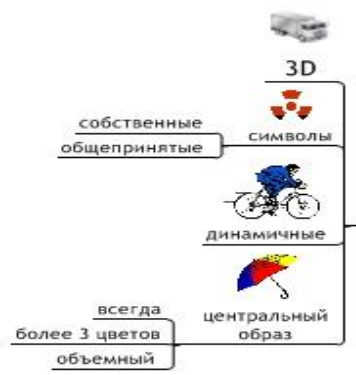 3D
собственные
общепринятые
символы
динамичные
всегда
более 3 цветов
объемный
центральный
образ